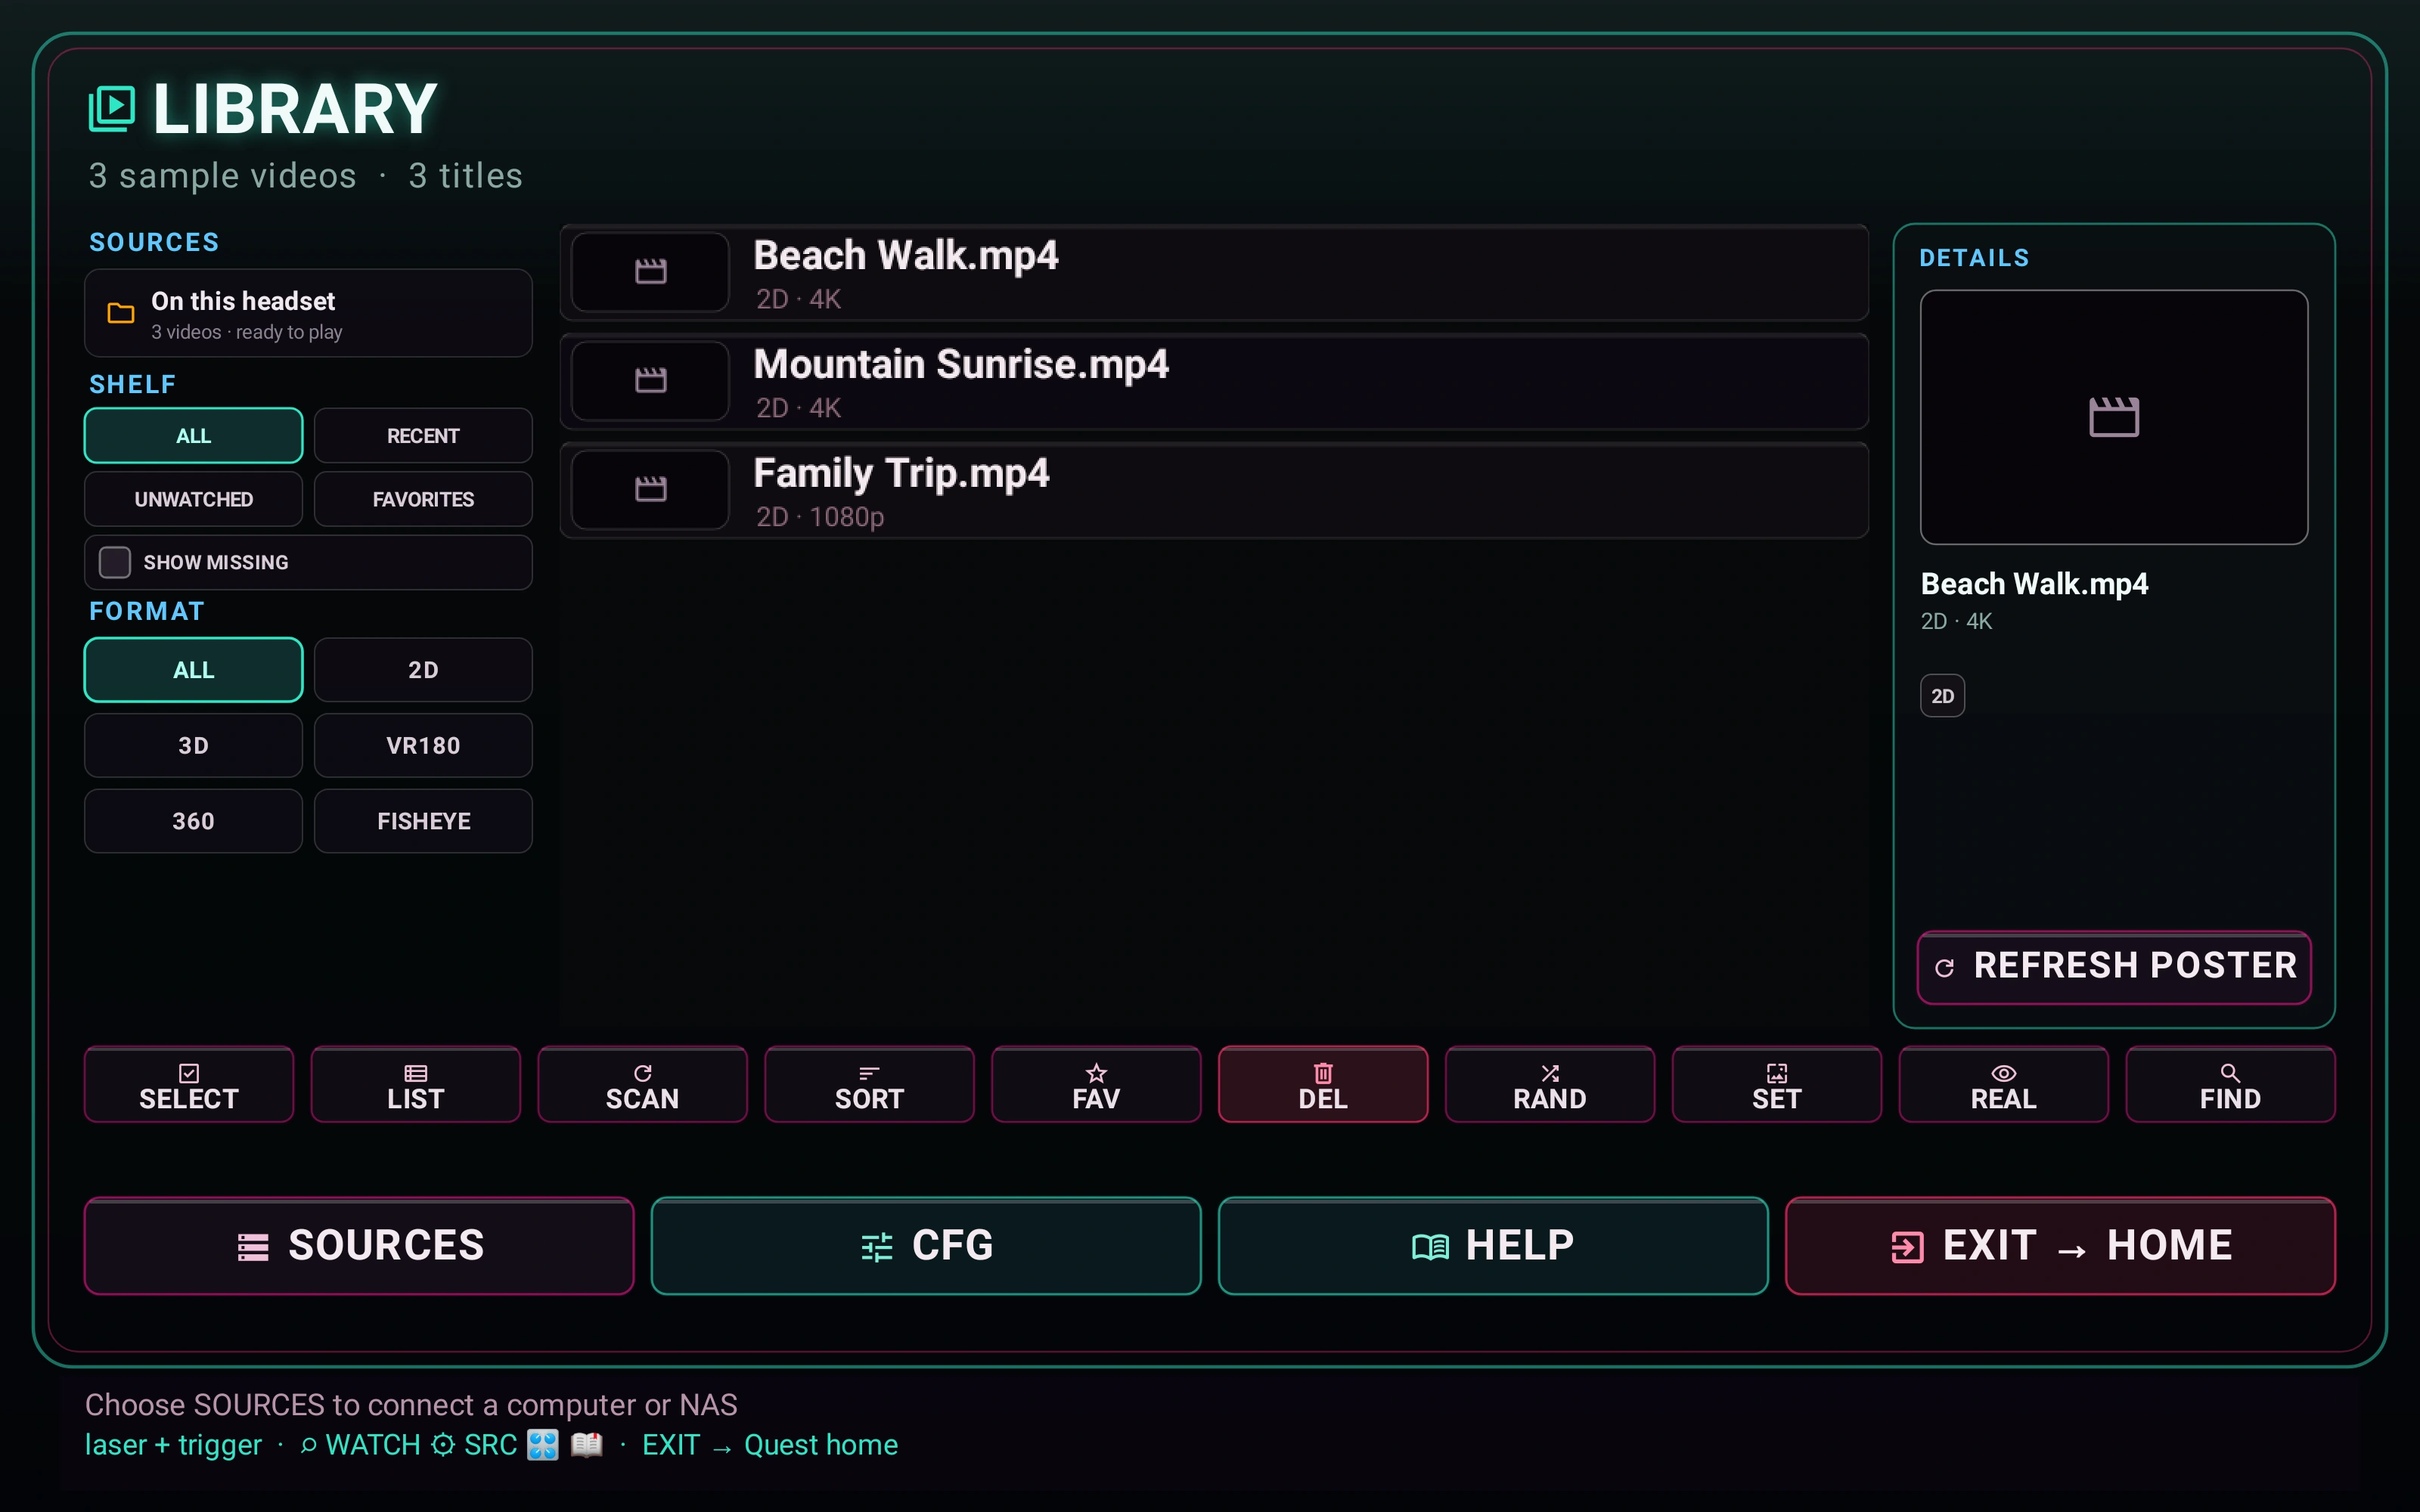 LIBRARY
3 sample videos · 3 titles
SOURCES
On this headset
3 videos · ready to play
SHELF
ALL
RECENT
UNWATCHED
FAVORITES
SHOW MISSING
FORMAT
ALL
2D
3D
VR180
360
FISHEYE
Beach Walk.mp4
2D · 4K
Mountain Sunrise.mp4
2D · 4K
Family Trip.mp4
2D · 1080p
DETAILS
Beach Walk.mp4
2D · 4K
2D
REFRESH POSTER
SELECT
LIST
SCAN
SORT
FAV
DEL
RAND
SET
REAL
FIND
SOURCES
CFG
HELP
EXIT → HOME
Choose SOURCES to connect a computer or NAS
laser + trigger · ⌕ WATCH ⚙ SRC 🎛 📖 · EXIT → Quest home